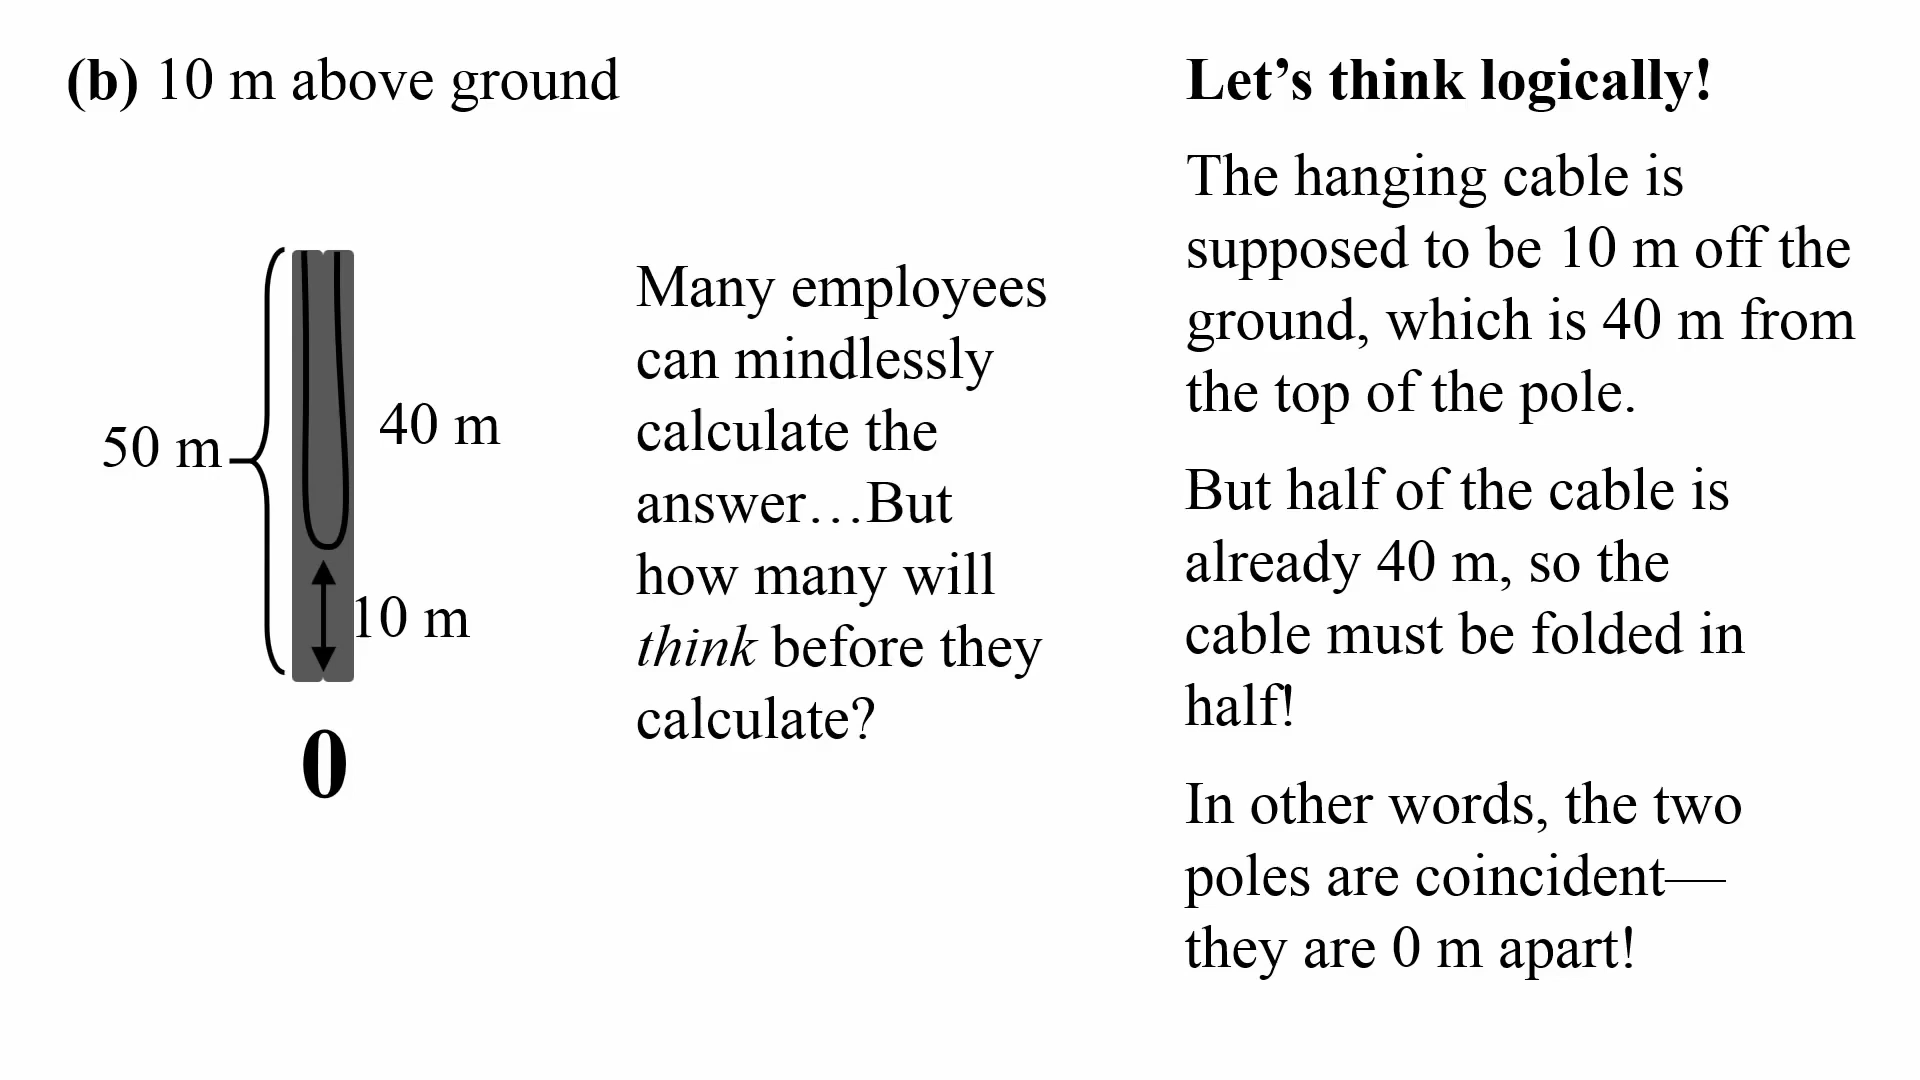 (b) 10 m above ground
50 m
40 m
10 m
0
Many employees
can mindlessly
calculate the
answer…But
how many will
think before they
calculate?
Let’s think logically!
The hanging cable is
supposed to be 10 m off the
ground, which is 40 m from
the top of the pole.
But half of the cable is
already 40 m, so the
cable must be folded in
half!
In other words, the two
poles are coincident—
they are 0 m apart!